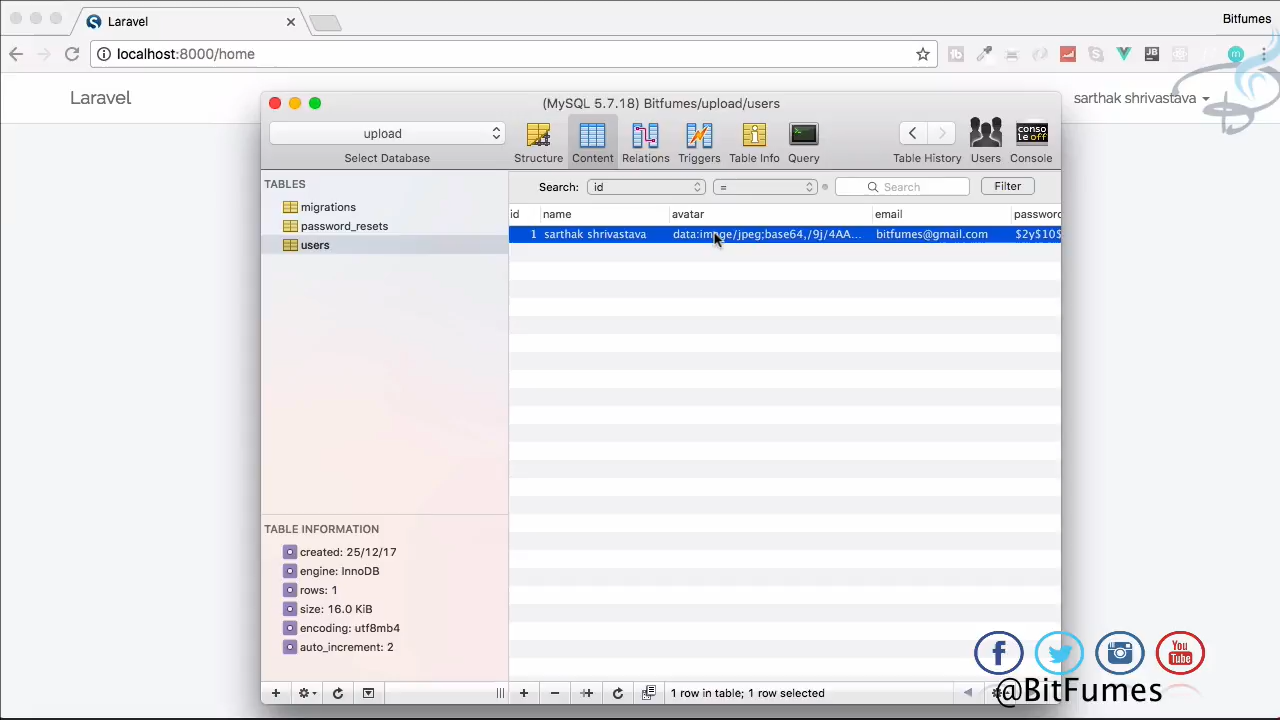 Laravel
Bitfumes
localhost:8000/home
Laravel
sarthak shrivastava
(MySQL 5.7.18) Bitfumes/upload/users
upload
Select Database
Structure
Content
Relations
Triggers
Table Info
Query
Table History
Users
console off
Console
TABLES
migrations
password_resets
users
Search:
id
=
Search
Filter
id
name
avatar
email
password
1
sarthak shrivastava
data:image/jpeg;base64,/9j/4AA...
bitfumes@gmail.com
$2y$10$
TABLE INFORMATION
created: 25/12/17
engine: InnoDB
rows: 1
size: 16.0 KiB
encoding: utf8mb4
auto_increment: 2
1 row in table; 1 row selected
You Tube
@BitFumes